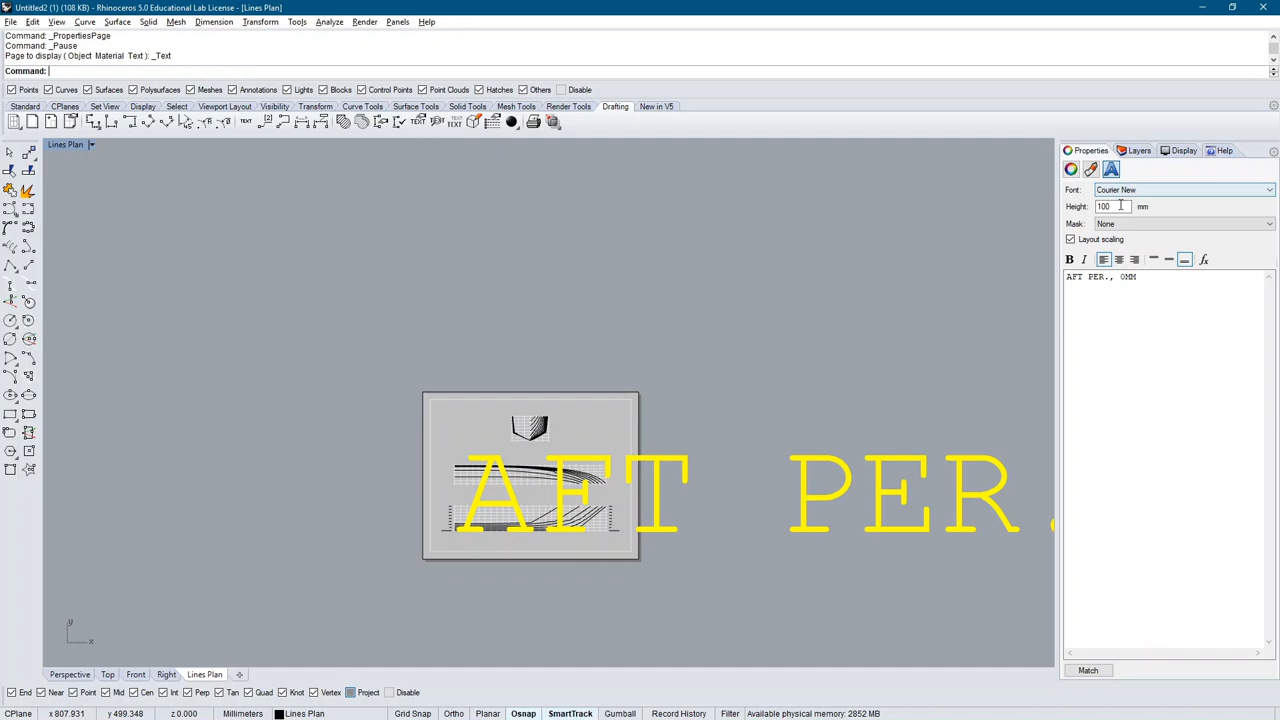 Untitled2 (1) (108 KB) - Rhinoceros 5.0 Educational Lab License - [Lines Plan]
File Edit View Curve Surface Solid Mesh Dimension Transform Tools Analyze Render Panels Help
Command: _PropertiesPage
Command: _Pause
Page to display ( Object Material Text ): _Text
Command:
Points Curves Surfaces Polysurfaces Meshes Annotations Lights Blocks Control Points Point Clouds Hatches Others Disable
Standard CPlanes Set View Display Select Viewport Layout Visibility Transform Curve Tools Surface Tools Solid Tools Mesh Tools Render Tools Drafting New in V5
Lines Plan
Properties Layers Display Help
Font: Courier New
Height: 100 mm
Mask: None
Layout scaling
B I
AFT PER., 0MM
AFT PER.
y
x
Match
Perspective Top Front Right Lines Plan
End Near Point Mid Cen Int Perp Tan Quad Knot Vertex Project Disable
CPlane x 807.931 y 499.348 z 0.000 Millimeters Lines Plan Grid Snap Ortho Planar Osnap SmartTrack Gumball Record History Filter Available physical memory: 2852 MB